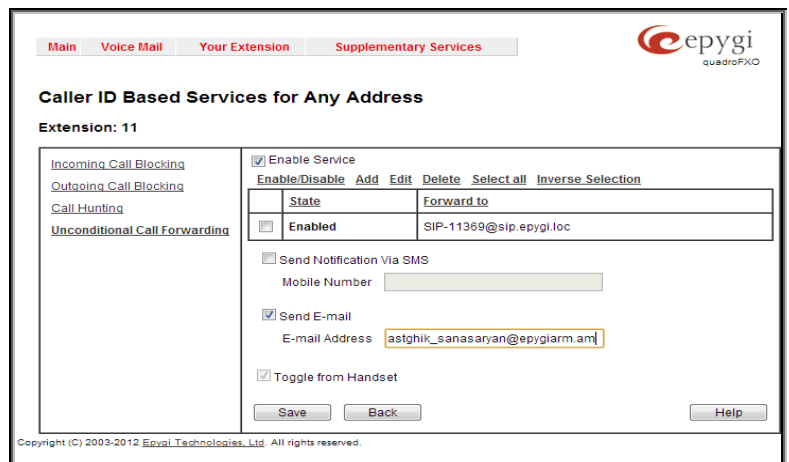 Main Voice Mail Your Extension Supplementary Services
epygi
quadroFXO
Caller ID Based Services for Any Address
Extension: 11
Incoming Call Blocking
Outgoing Call Blocking
Call Hunting
Unconditional Call Forwarding
Enable Service
Enable/Disable Add Edit Delete Select all Inverse Selection
State Forward to
Enabled SIP-11369@sip.epygi.loc
Send Notification Via SMS
Mobile Number
Send E-mail
E-mail Address astghik_sanasaryan@epygiarm.am
Toggle from Handset
Save Back Help
Copyright (C) 2003-2012 Epygi Technologies, Ltd. All rights reserved.